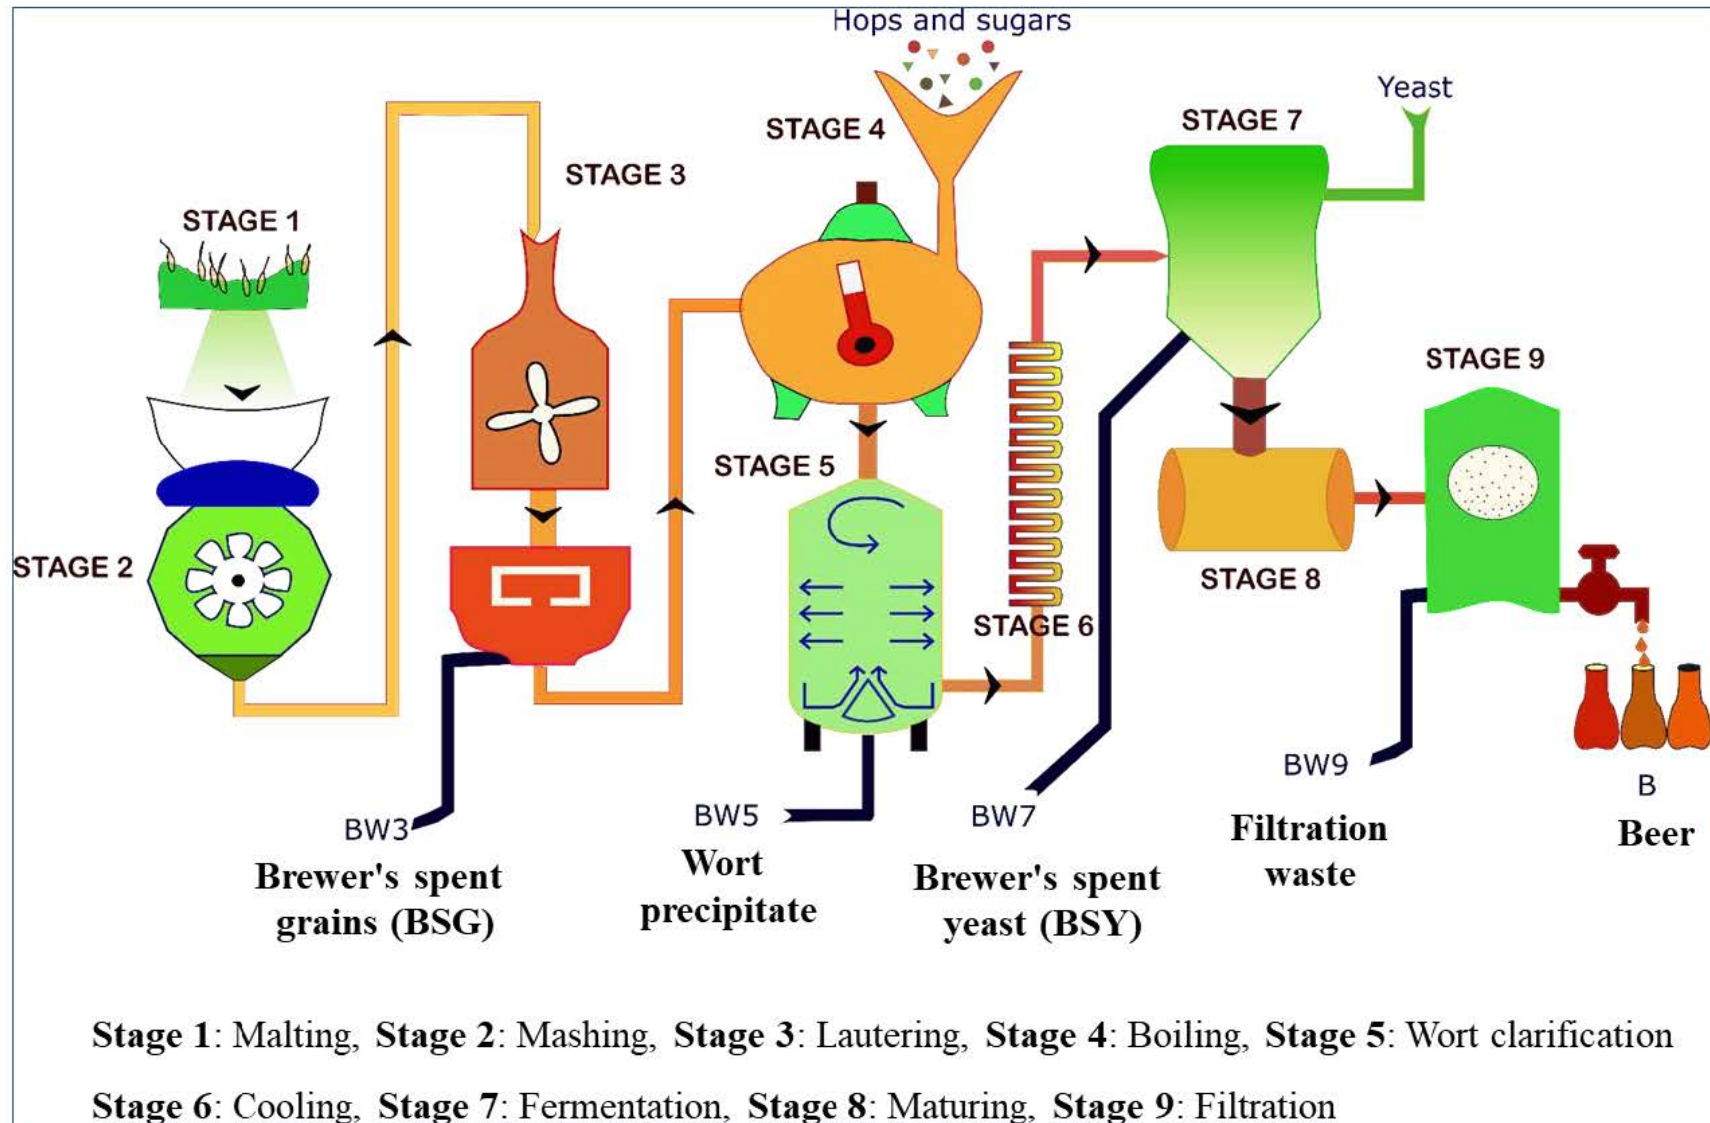 Hops and sugars
Yeast
STAGE 4
STAGE 7
STAGE 3
STAGE 1
STAGE 9
STAGE 5
STAGE 2
STAGE 8
STAGE 6
BW9
B
BW5
BW7
BW3
Filtration
waste
Beer
Wort
precipitate
Brewer's spent
grains (BSG)
Brewer's spent
yeast (BSY)
Stage 1: Malting, Stage 2: Mashing, Stage 3: Lautering, Stage 4: Boiling, Stage 5: Wort clarification
Stage 6: Cooling, Stage 7: Fermentation, Stage 8: Maturing, Stage 9: Filtration